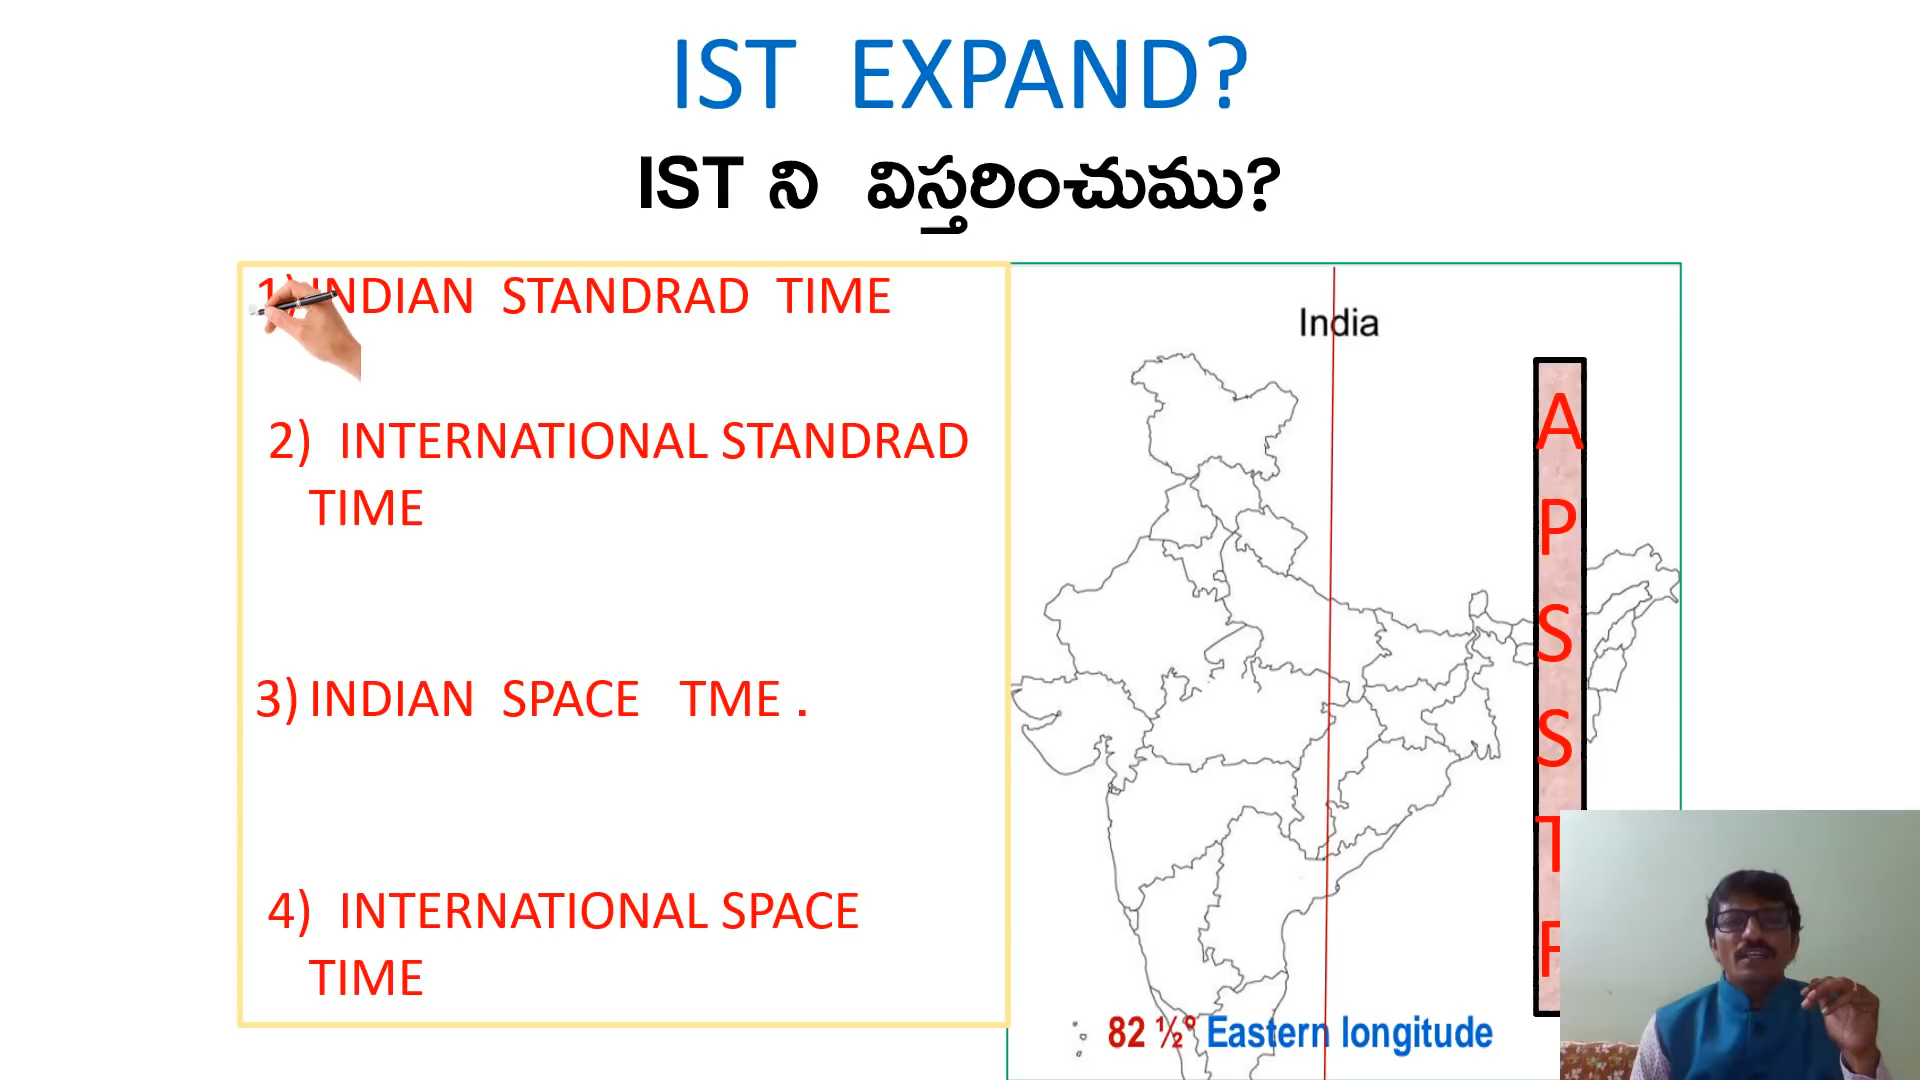 IST EXPAND?
IST ని విస్తరించుము?
1) INDIAN STANDRAD TIME
2) INTERNATIONAL STANDRAD
TIME
3) INDIAN SPACE TME .
4) INTERNATIONAL SPACE
TIME
India
82 ½° Eastern longitude
A
P
S
S
T
F